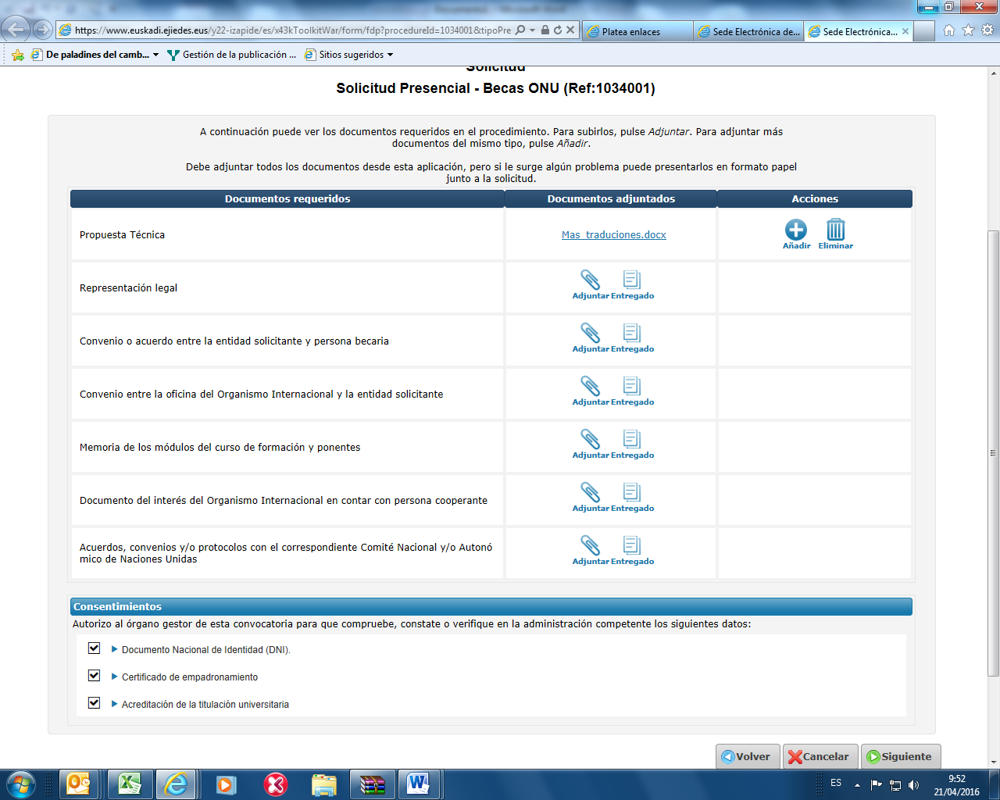 https://www.euskadi.ejiedes.eus/y22-izapide/es/x43kToolkitWar/form/fdp?procedureId=1034001&tipoPre
Platea enlaces
Sede Electrónica de...
Sede Electrónica...
De paladines del camb...
Gestión de la publicación ...
Sitios sugeridos
Solicitud
Solicitud Presencial - Becas ONU (Ref:1034001)
A continuación puede ver los documentos requeridos en el procedimiento. Para subirlos, pulse Adjuntar. Para adjuntar más
documentos del mismo tipo, pulse Añadir.
Debe adjuntar todos los documentos desde esta aplicación, pero si le surge algún problema puede presentarlos en formato papel
junto a la solicitud.
Documentos requeridos Documentos adjuntados Acciones
Propuesta Técnica Mas_traduciones.docx Añadir Eliminar
Representación legal Adjuntar Entregado
Convenio o acuerdo entre la entidad solicitante y persona becaria Adjuntar Entregado
Convenio entre la oficina del Organismo Internacional y la entidad solicitante Adjuntar Entregado
Memoria de los módulos del curso de formación y ponentes Adjuntar Entregado
Documento del interés del Organismo Internacional en contar con persona cooperante Adjuntar Entregado
Acuerdos, convenios y/o protocolos con el correspondiente Comité Nacional y/o Autonó
mico de Naciones Unidas Adjuntar Entregado
Consentimientos
Autorizo al órgano gestor de esta convocatoria para que compruebe, constate o verifique en la administración competente los siguientes datos:
Documento Nacional de Identidad (DNI).
Certificado de empadronamiento
Acreditación de la titulación universitaria
Volver Cancelar Siguiente
ES
9:52
21/04/2016